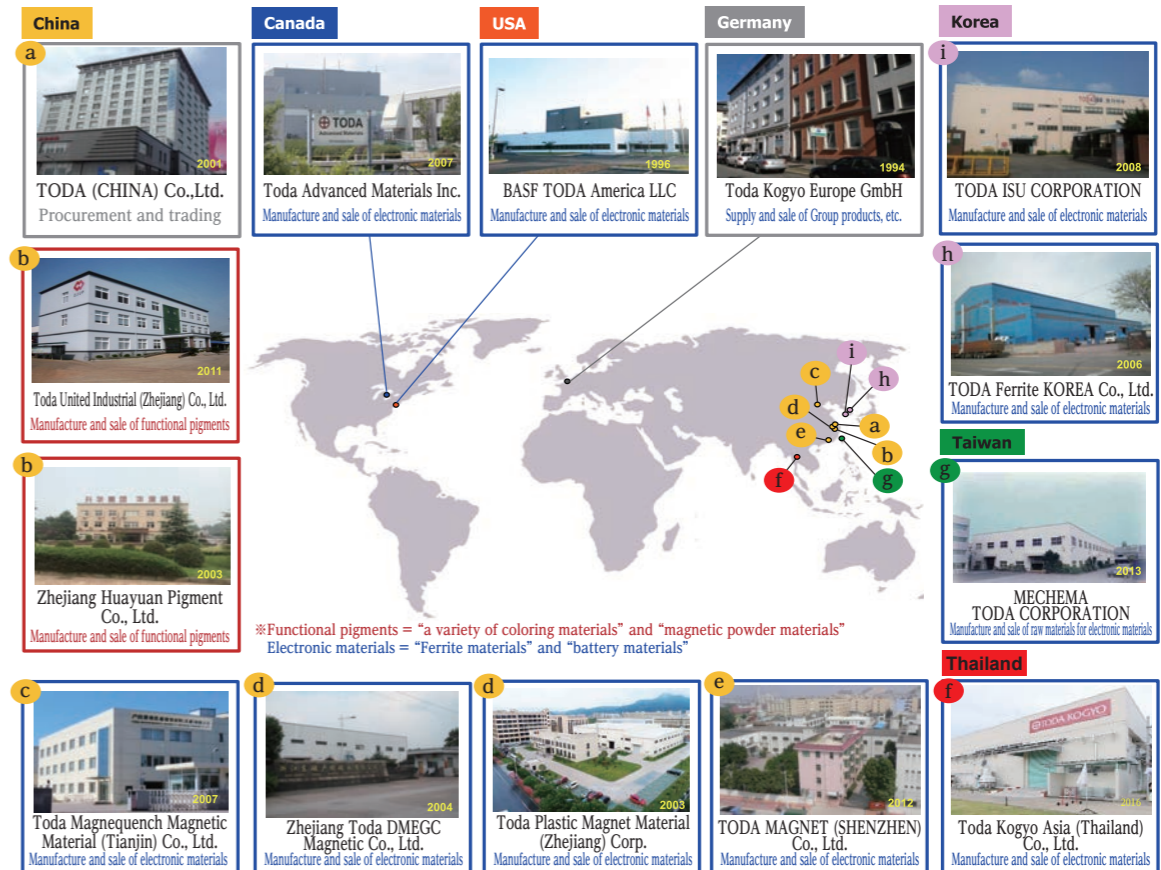 China
a
2001
TODA (CHINA) Co.,Ltd.
Procurement and trading
Canada
TODA
Advanced Materials
2007
Toda Advanced Materials Inc.
Manufacture and sale of electronic materials
USA
1996
BASF TODA America LLC
Manufacture and sale of electronic materials
Germany
1994
Toda Kogyo Europe GmbH
Supply and sale of Group products, etc.
Korea
i
2008
TODA ISU CORPORATION
Manufacture and sale of electronic materials
b
2011
Toda United Industrial (Zhejiang) Co., Ltd.
Manufacture and sale of functional pigments
h
2006
TODA Ferrite KOREA Co., Ltd.
Manufacture and sale of electronic materials
i
c
h
d
a
e
b
f
g
b
2003
Zhejiang Huayuan Pigment
Co., Ltd.
Manufacture and sale of functional pigments
Taiwan
g
2013
MECHEMA
TODA CORPORATION
Manufacture and sale of raw materials for electronic materials
※Functional pigments = “a variety of coloring materials” and “magnetic powder materials”
Electronic materials = “Ferrite materials” and “battery materials”
c
2007
Toda Magnequench Magnetic
Material (Tianjin) Co., Ltd.
Manufacture and sale of electronic materials
d
2004
Zhejiang Toda DMEGC
Magnetic Co., Ltd.
Manufacture and sale of electronic materials
d
2003
Toda Plastic Magnet Material
(Zhejiang) Corp.
Manufacture and sale of electronic materials
e
2012
TODA MAGNET (SHENZHEN)
Co., Ltd.
Manufacture and sale of electronic materials
Thailand
f
TODA KOGYO
2016
Toda Kogyo Asia (Thailand)
Co., Ltd.
Manufacture and sale of electronic materials